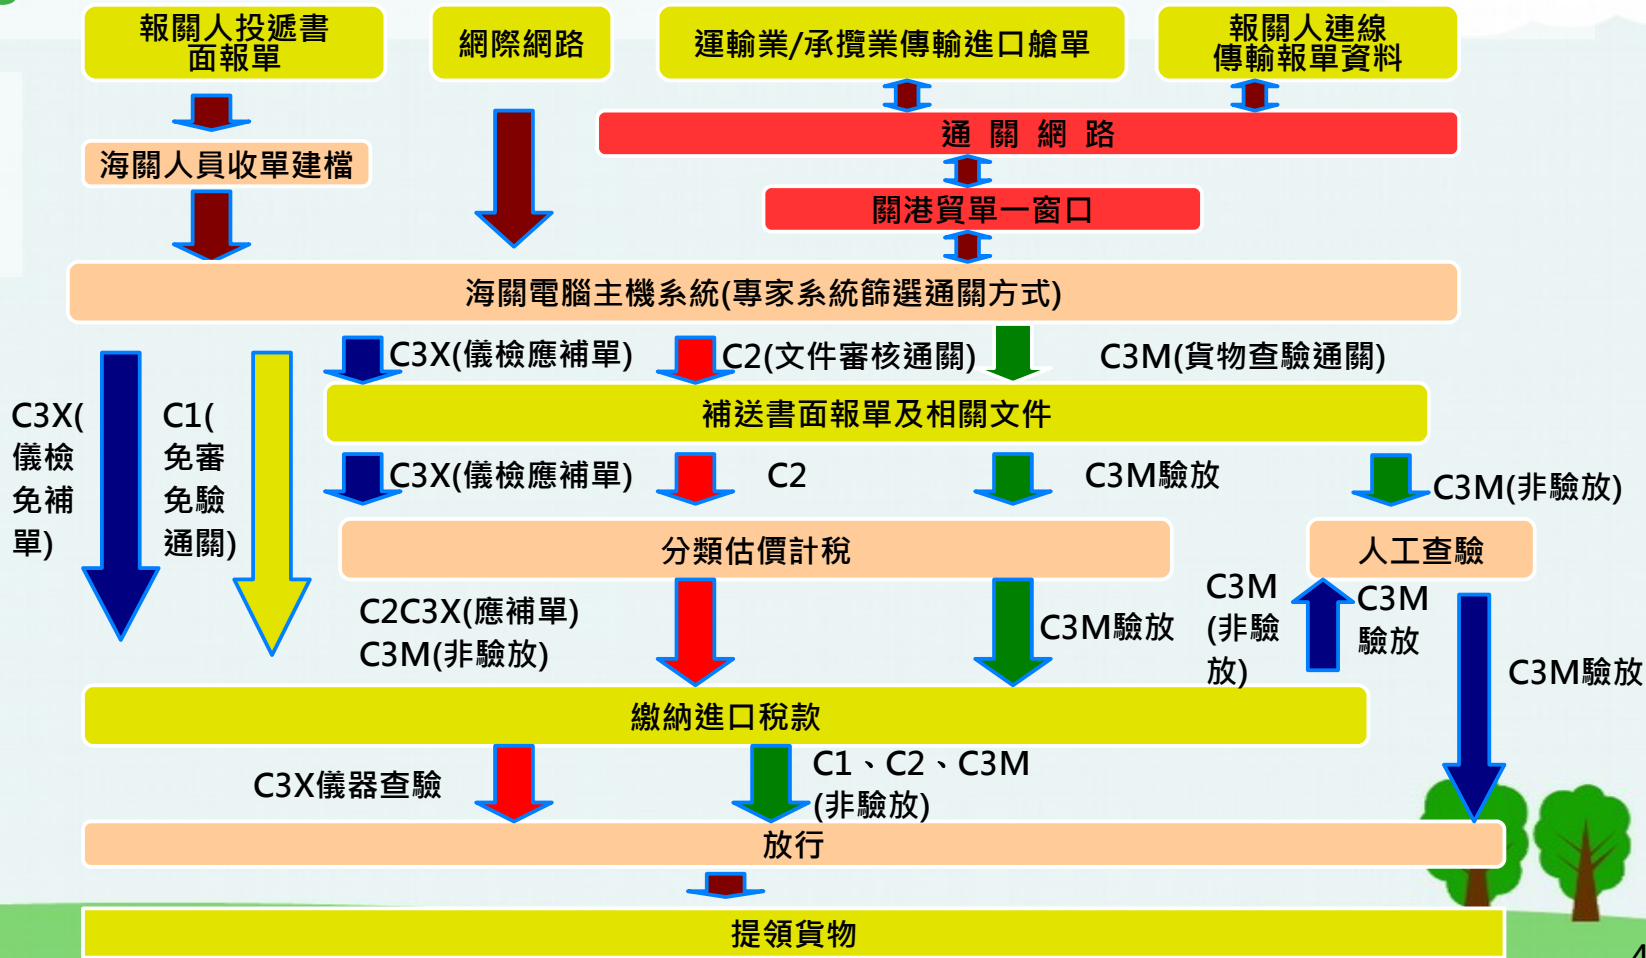 報關人投遞書
面報單
網際網路
運輸業/承攬業傳輸進口艙單
報關人連線
傳輸報單資料
通 關 網 路
海關人員收單建檔
關港貿單一窗口
海關電腦主機系統(專家系統篩選通關方式)
C3X(儀檢應補單)
C2(文件審核通關)
C3M(貨物查驗通關)
C3X(
儀檢
免補
單)
C1(
免審
免驗
通關)
補送書面報單及相關文件
C3X(儀檢應補單)
C2
C3M驗放
C3M(非驗放)
分類估價計稅
人工查驗
C2C3X(應補單)
C3M(非驗放)
C3M驗放
C3M
(非驗
放)
C3M
驗放
C3M驗放
繳納進口稅款
C3X儀器查驗
C1、C2、C3M
(非驗放)
放行
提領貨物
4